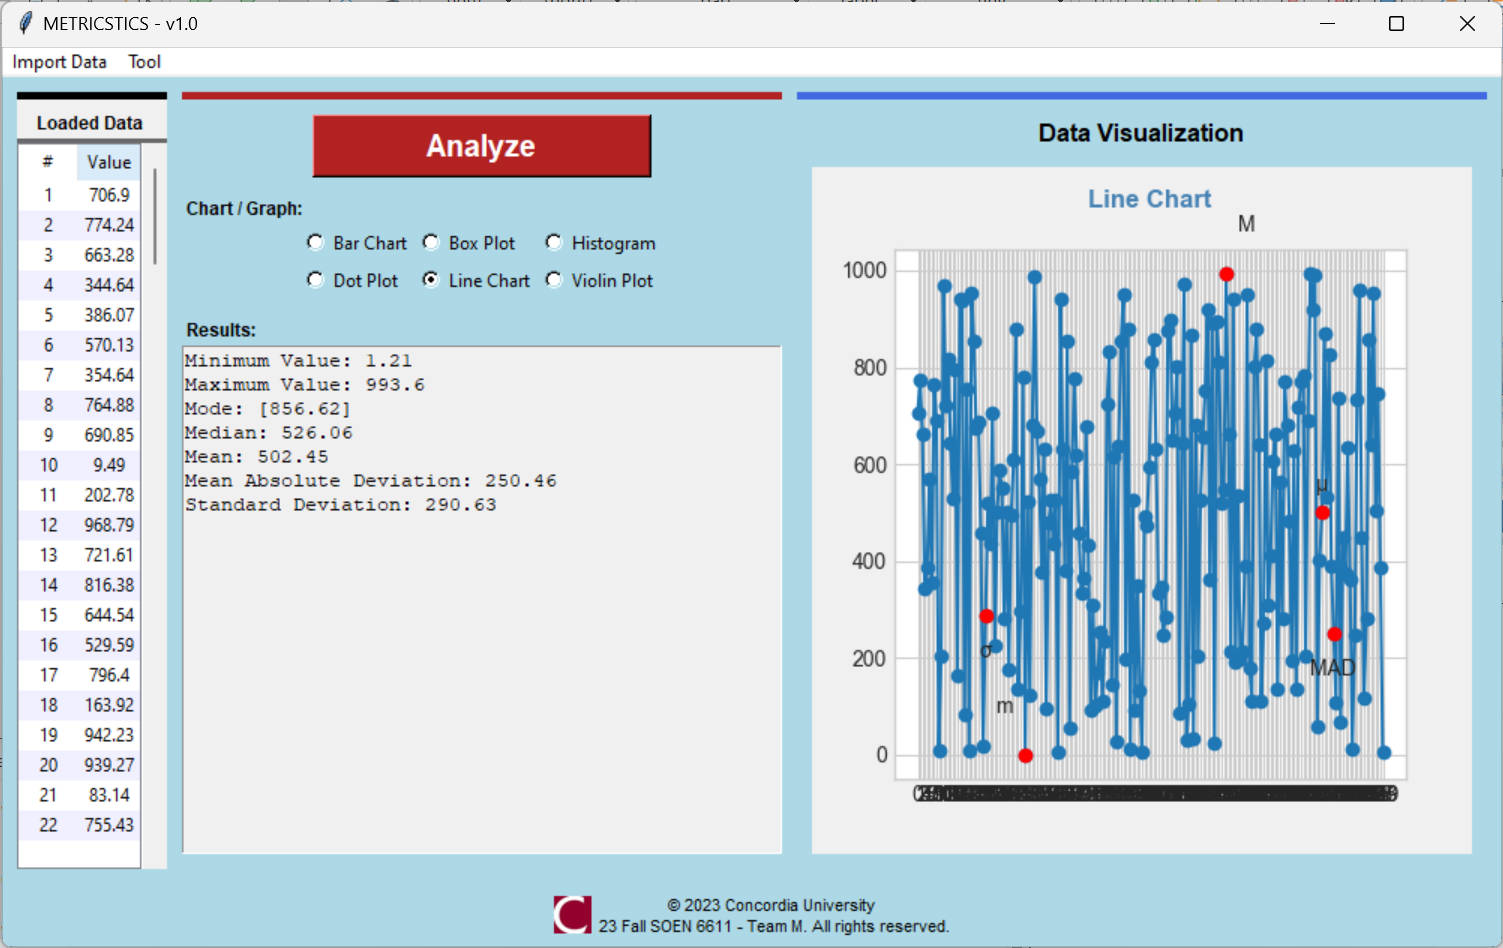 METRICSTICS - v1.0
Import Data Tool
Loaded Data
# Value
1 706.9
2 774.24
3 663.28
4 344.64
5 386.07
6 570.13
7 354.64
8 764.88
9 690.85
10 9.49
11 202.78
12 968.79
13 721.61
14 816.38
15 644.54
16 529.59
17 796.4
18 163.92
19 942.23
20 939.27
21 83.14
22 755.43
Analyze
Chart / Graph:
Bar Chart Box Plot Histogram
Dot Plot Line Chart Violin Plot
Results:
Minimum Value: 1.21
Maximum Value: 993.6
Mode: [856.62]
Median: 526.06
Mean: 502.45
Mean Absolute Deviation: 250.46
Standard Deviation: 290.63
Data Visualization
Line Chart
M
1000
800
600
μ
400
200
σ
MAD
m
0
© 2023 Concordia University
23 Fall SOEN 6611 - Team M. All rights reserved.